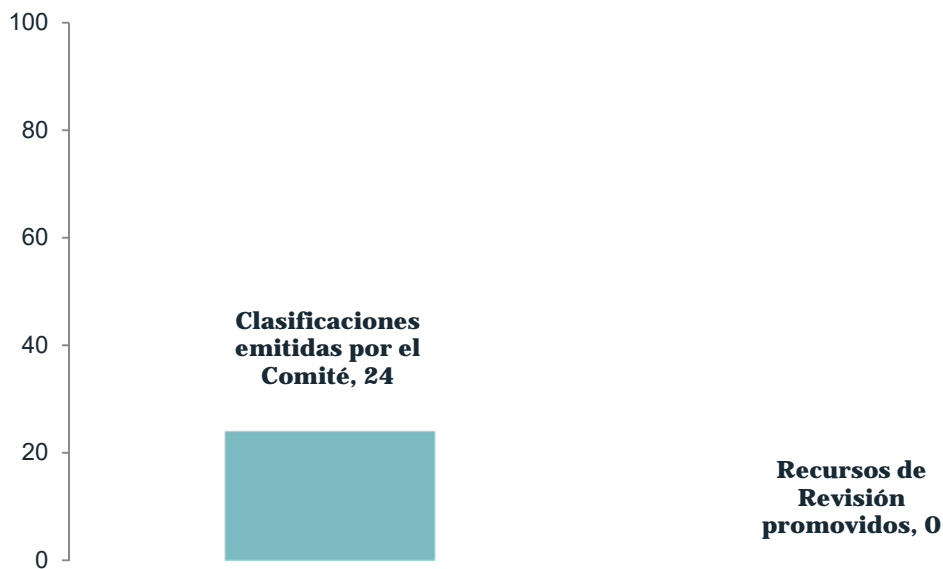 100
80
60
40
20
0
Clasificaciones
emitidas por el
Comité, 24
Recursos de
Revisión
promovidos, 0